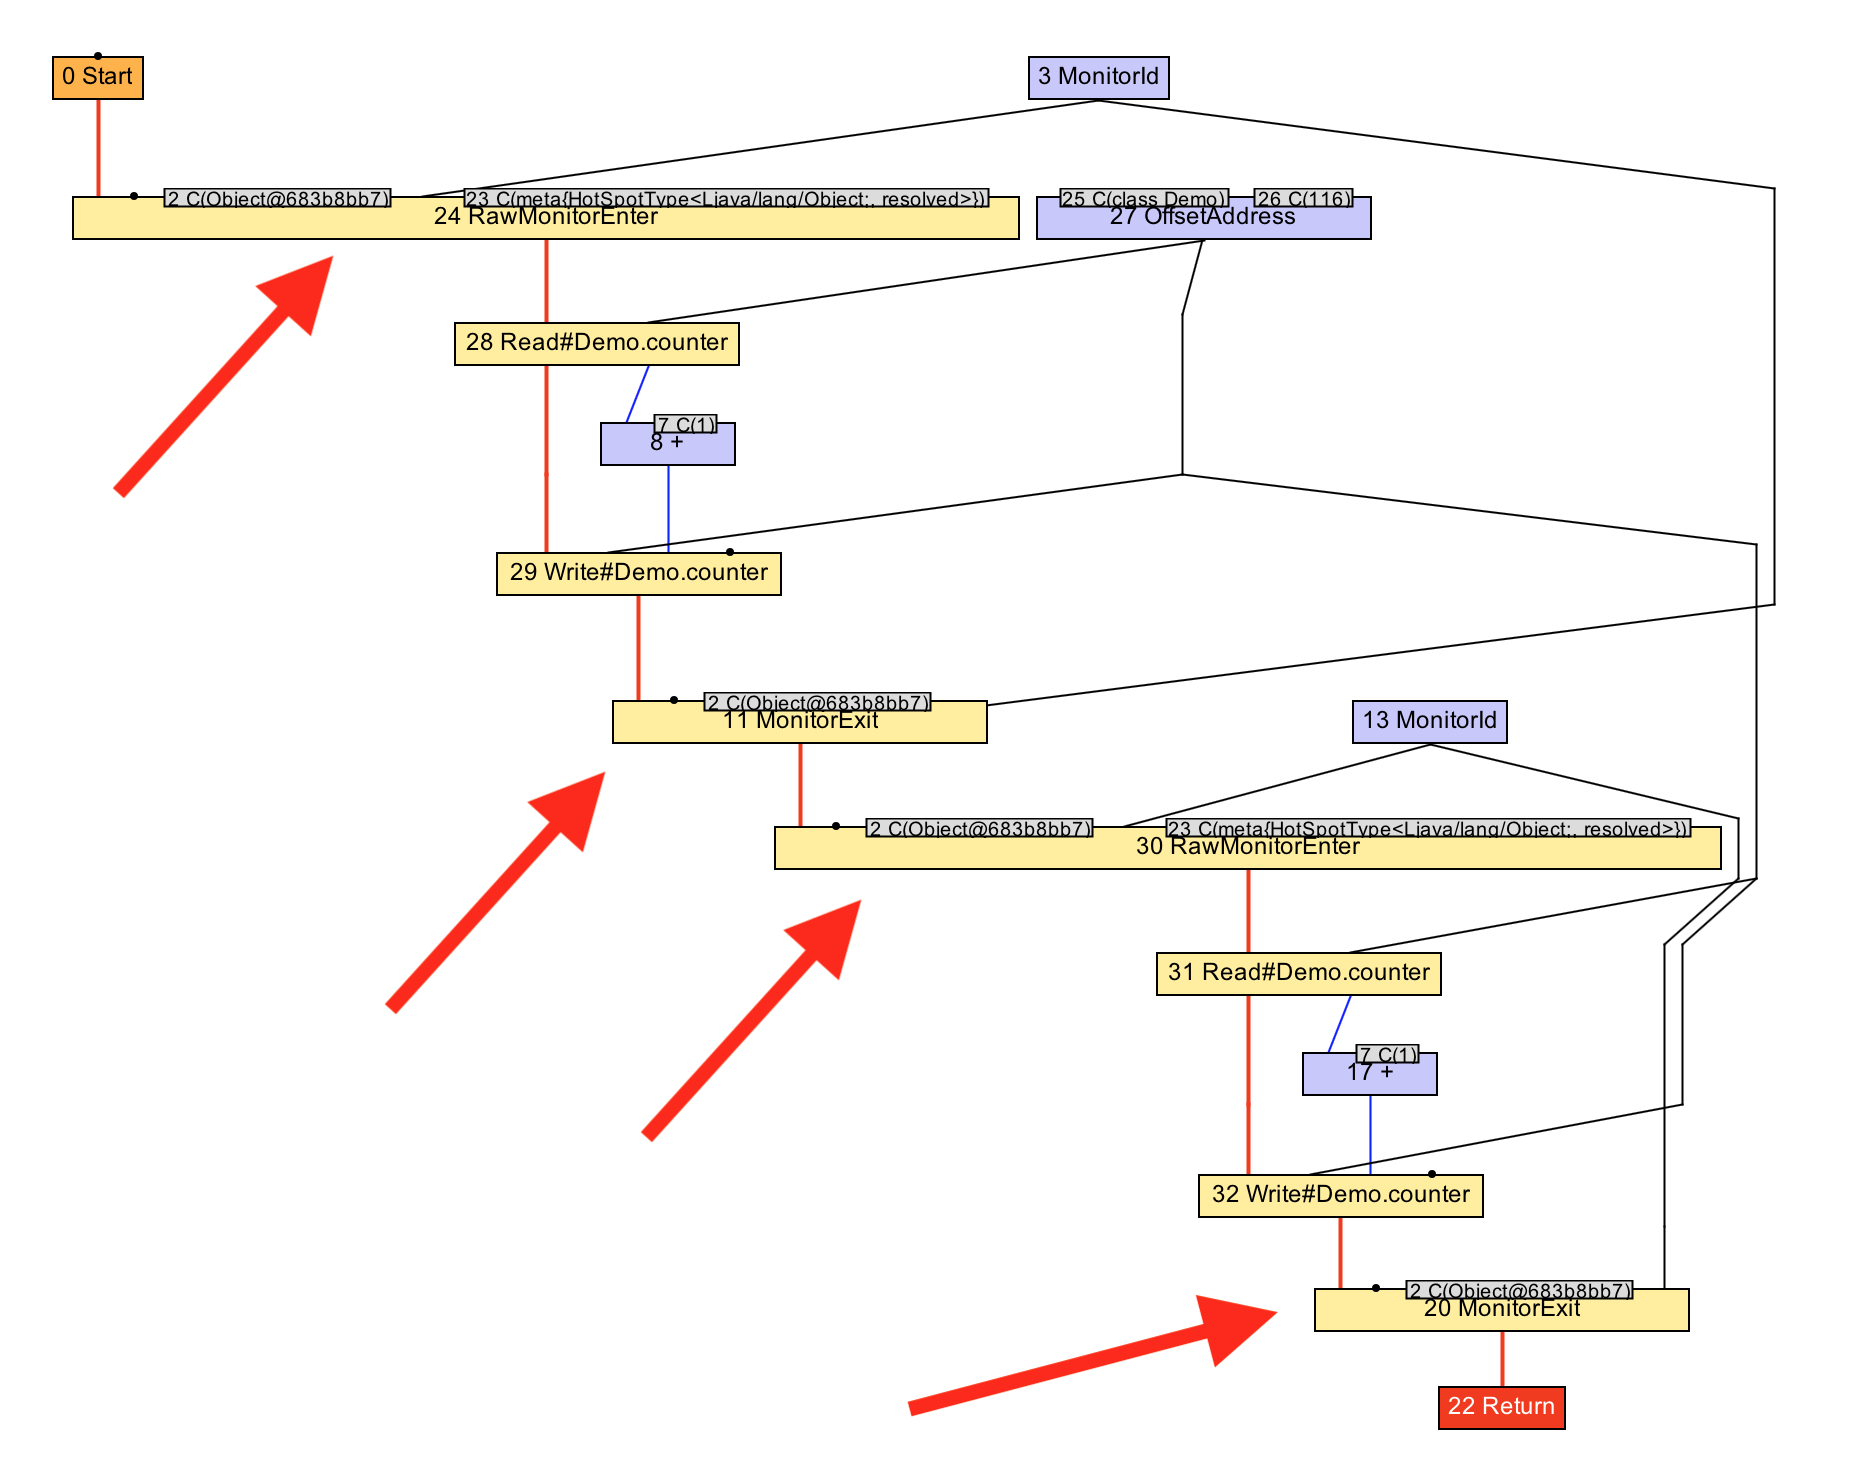 0 Start
3 MonitorId
2 C(Object@683b8bb7)
23 C(meta{HotSpotType<Ljava/lang/Object;, resolved>})
24 RawMonitorEnter
25 C(class Demo)
26 C(116)
27 OffsetAddress
28 Read#Demo.counter
7 C(1)
8 +
29 Write#Demo.counter
2 C(Object@683b8bb7)
11 MonitorExit
13 MonitorId
2 C(Object@683b8bb7)
23 C(meta{HotSpotType<Ljava/lang/Object;, resolved>})
30 RawMonitorEnter
31 Read#Demo.counter
7 C(1)
17 +
32 Write#Demo.counter
2 C(Object@683b8bb7)
20 MonitorExit
22 Return